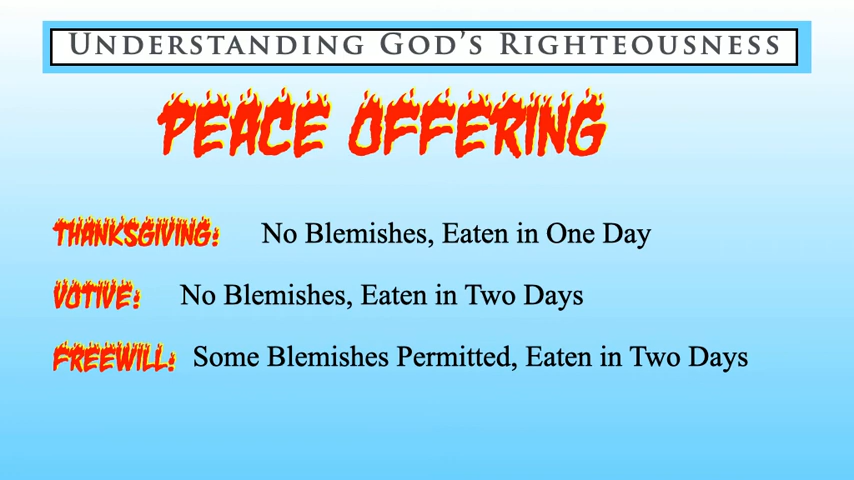 Understanding God's Righteousness
PEACE OFFERING
THANKSGIVING: No Blemishes, Eaten in One Day
VOTIVE: No Blemishes, Eaten in Two Days
FREEWILL: Some Blemishes Permitted, Eaten in Two Days